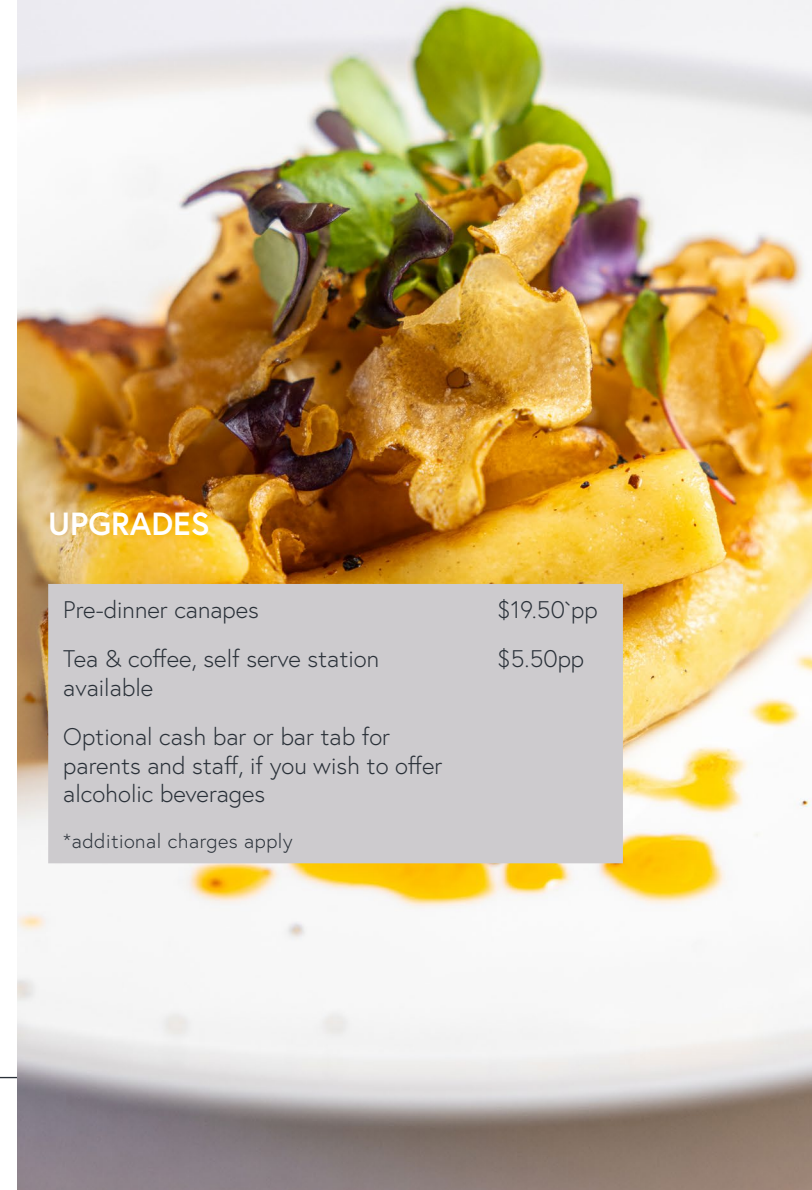 UPGRADES
Pre-dinner canapes $19.50`pp
Tea & coffee, self serve station $5.50pp
available
Optional cash bar or bar tab for
parents and staff, if you wish to offer
alcoholic beverages
*additional charges apply